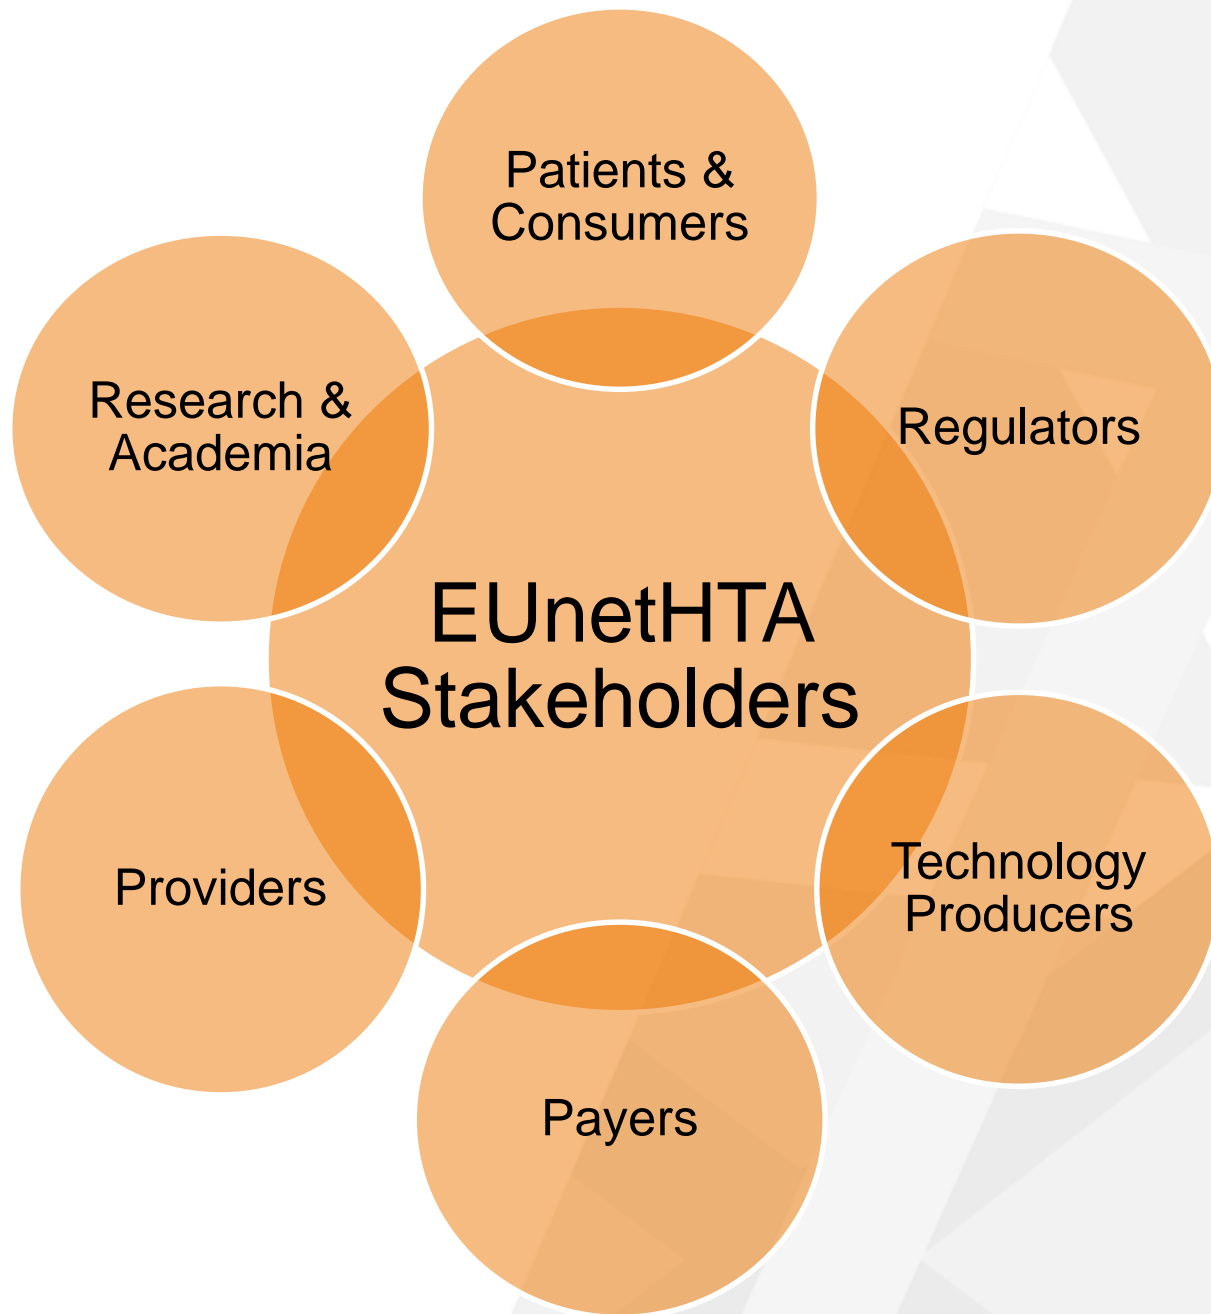 Patients &
Consumers
Research &
Academia
Regulators
EUnetHTA
Stakeholders
Providers
Technology
Producers
Payers